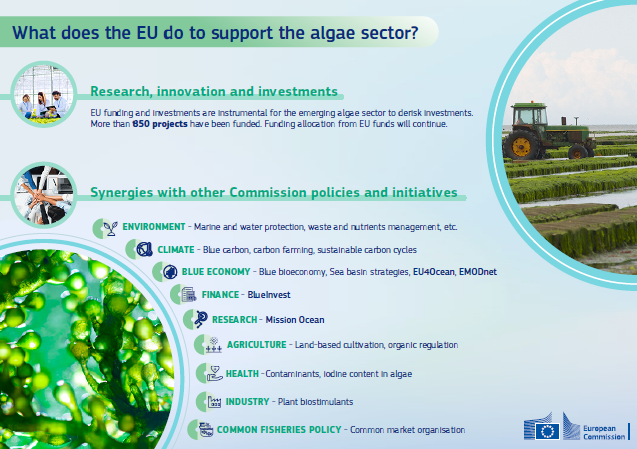 What does the EU do to support the algae sector?
Research, innovation and investments
EU funding and investments are instrumental for the emerging algae sector to derisk investments.
More than 850 projects have been funded. Funding allocation from EU funds will continue.
Synergies with other Commission policies and initiatives
ENVIRONMENT - Marine and water protection, waste and nutrients management, etc.
CLIMATE - Blue carbon, carbon farming, sustainable carbon cycles
BLUE ECONOMY - Blue bioeconomy, Sea basin strategies, EU4Ocean, EMODnet
FINANCE - BlueInvest
RESEARCH - Mission Ocean
AGRICULTURE - Land-based cultivation, organic regulation
HEALTH -Contaminants, iodine content in algae
INDUSTRY - Plant biostimulants
COMMON FISHERIES POLICY - Common market organisation
European
Commission